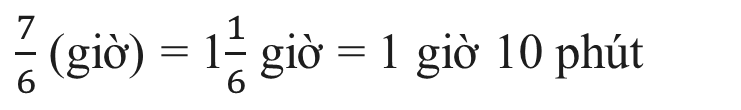 7/6 (giờ) = 1 1/6 giờ = 1 giờ 10 phút